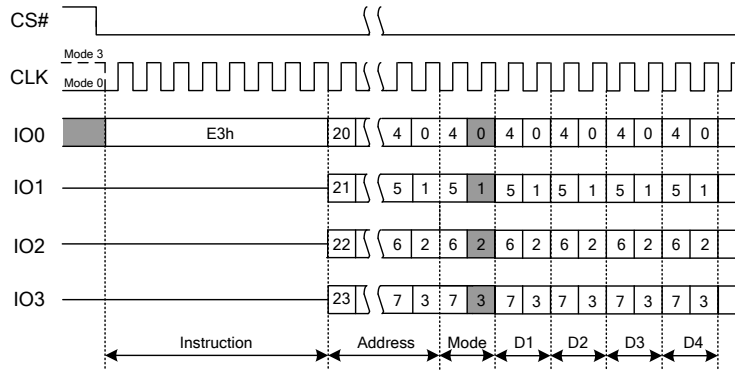 CS#
Mode 3
CLK
Mode 0
IO0 E3h 20 4 0 4 0 4 0 4 0 4 0 4 0
IO1 21 5 1 5 1 5 1 5 1 5 1 5 1
IO2 22 6 2 6 2 6 2 6 2 6 2 6 2
IO3 23 7 3 7 3 7 3 7 3 7 3 7 3
Instruction Address Mode D1 D2 D3 D4